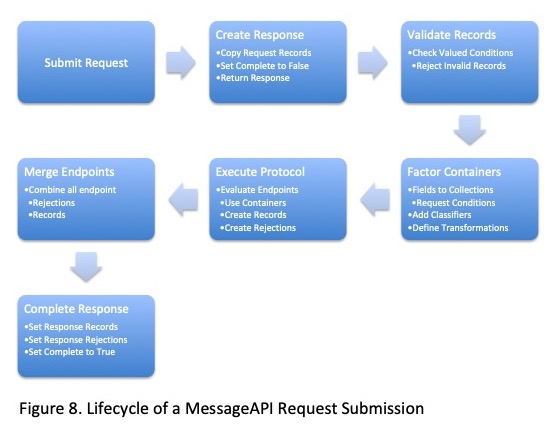 Submit Request
Create Response
•Copy Request Records
•Set Complete to False
•Return Response
Validate Records
•Check Valued Conditions
•Reject Invalid Records
Factor Containers
•Fields to Collections
•Request Conditions
•Add Classifiers
•Define Transformations
Execute Protocol
•Evaluate Endpoints
•Use Containers
•Create Records
•Create Rejections
Merge Endpoints
•Combine all endpoint
•Rejections
•Records
Complete Response
•Set Response Records
•Set Response Rejections
•Set Complete to True
Figure 8. Lifecycle of a MessageAPI Request Submission